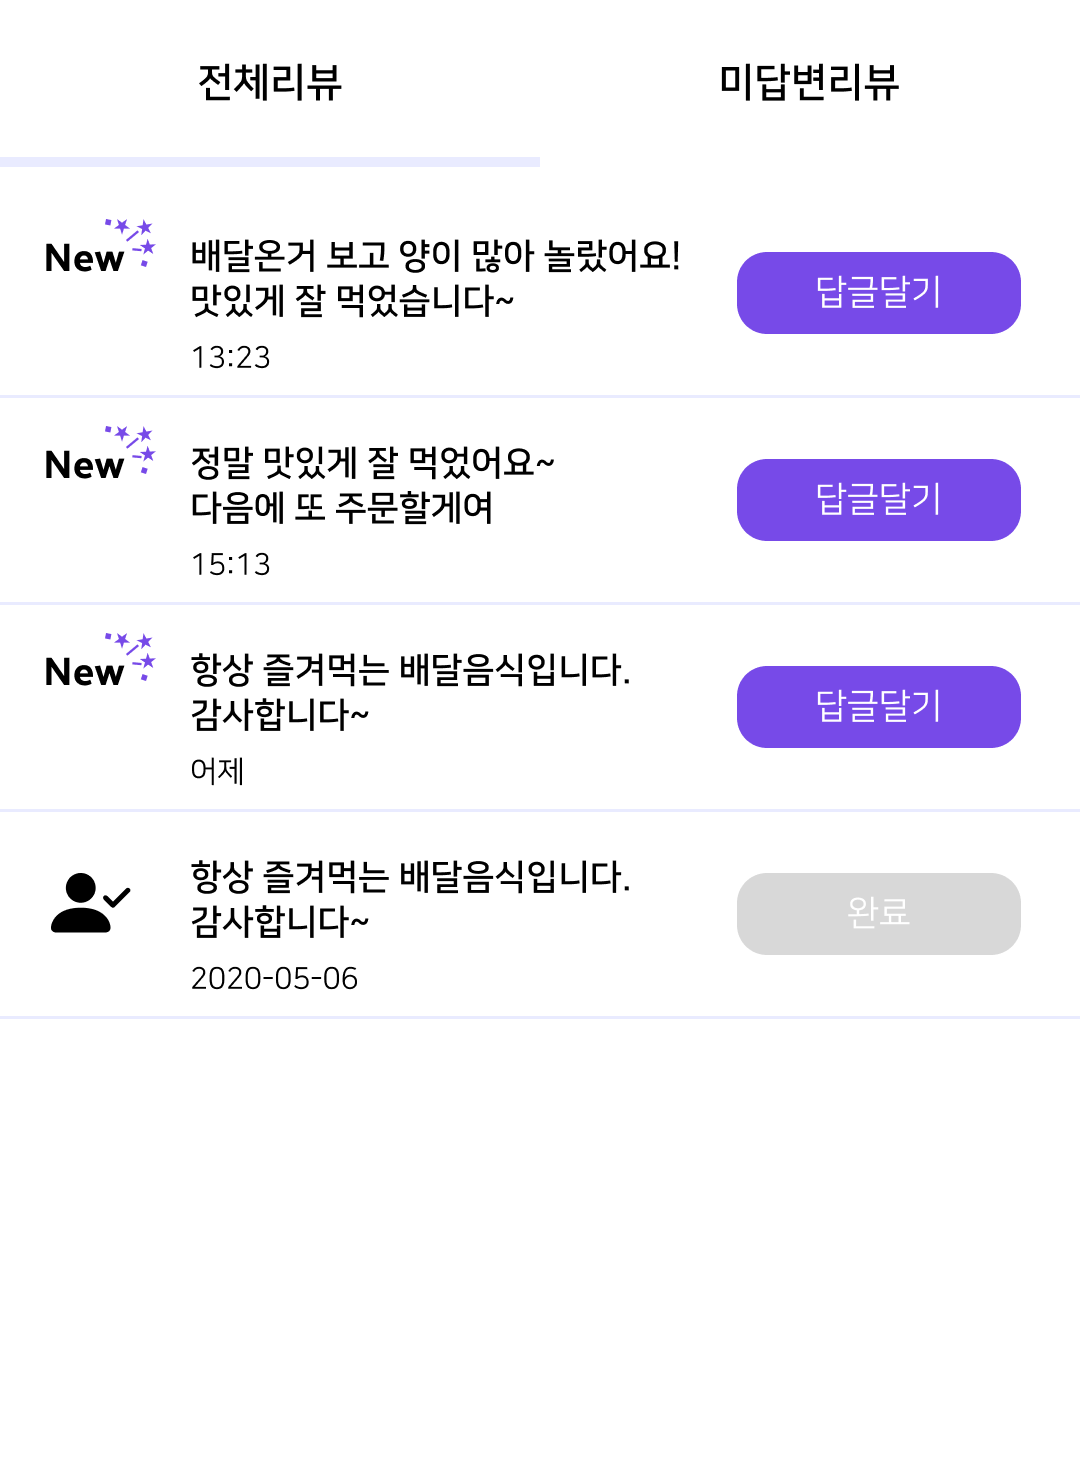 전체리뷰
미답변리뷰
New
배달온거 보고 양이 많아 놀랐어요!
맛있게 잘 먹었습니다~
13:23
답글달기
New
정말 맛있게 잘 먹었어요~
다음에 또 주문할게여
15:13
답글달기
New
항상 즐겨먹는 배달음식입니다.
감사합니다~
어제
답글달기
항상 즐겨먹는 배달음식입니다.
감사합니다~
2020-05-06
완료